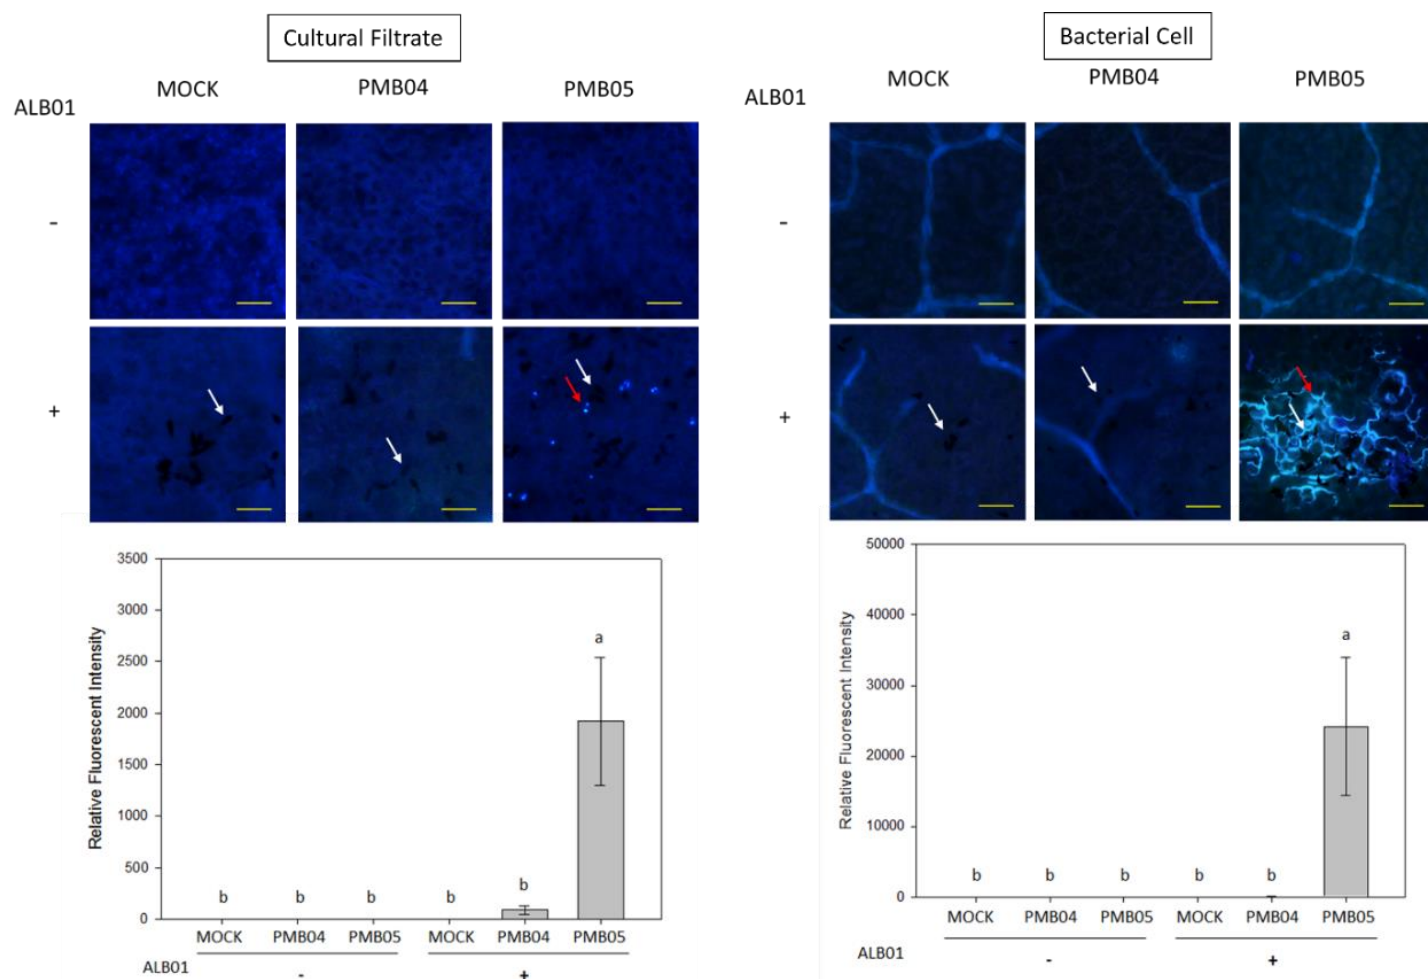 Cultural Filtrate
MOCK PMB04 PMB05
ALB01
-
+
3500
3000
2500
2000
1500
1000
500
0
Relative Fluorescent Intensity
b b b b b a
MOCK PMB04 PMB05 MOCK PMB04 PMB05
ALB01 - +
Bacterial Cell
MOCK PMB04 PMB05
ALB01
-
+
50000
40000
30000
20000
10000
0
Relative Fluorescent Intensity
b b b b b a
MOCK PMB04 PMB05 MOCK PMB04 PMB05
ALB01 - +